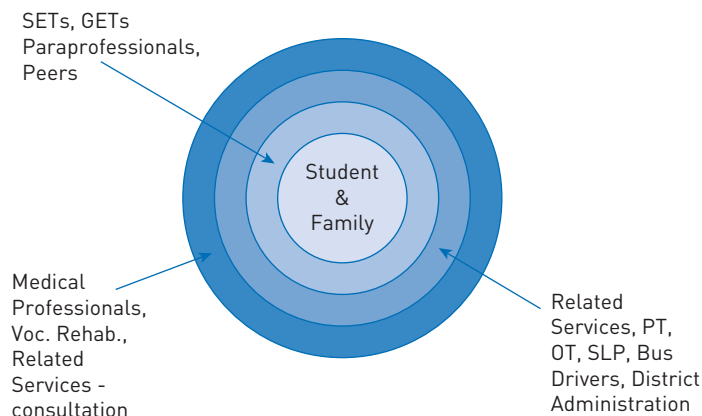 SETs, GETs
Paraprofessionals,
Peers
Student
&
Family
Medical
Professionals,
Voc. Rehab.,
Related
Services -
consultation
Related
Services, PT,
OT, SLP, Bus
Drivers, District
Administration